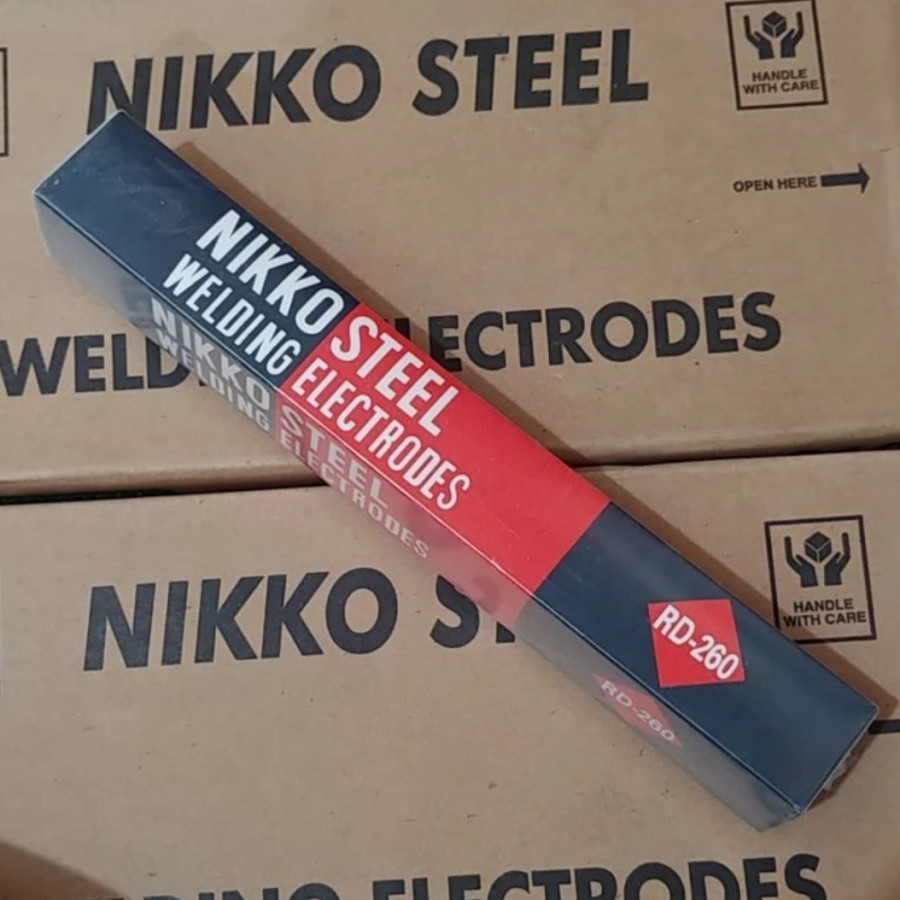 NIKKO STEEL
HANDLE
WITH CARE
OPEN HERE
WELD ECTRODES
NIKKO STEEL
WELDING ELECTRODES
NIKKO STEEL
WELDING ELECTRODES
RD-260
RD-260
NIKKO S
HANDLE
WITH CARE
DING ELECTRODES